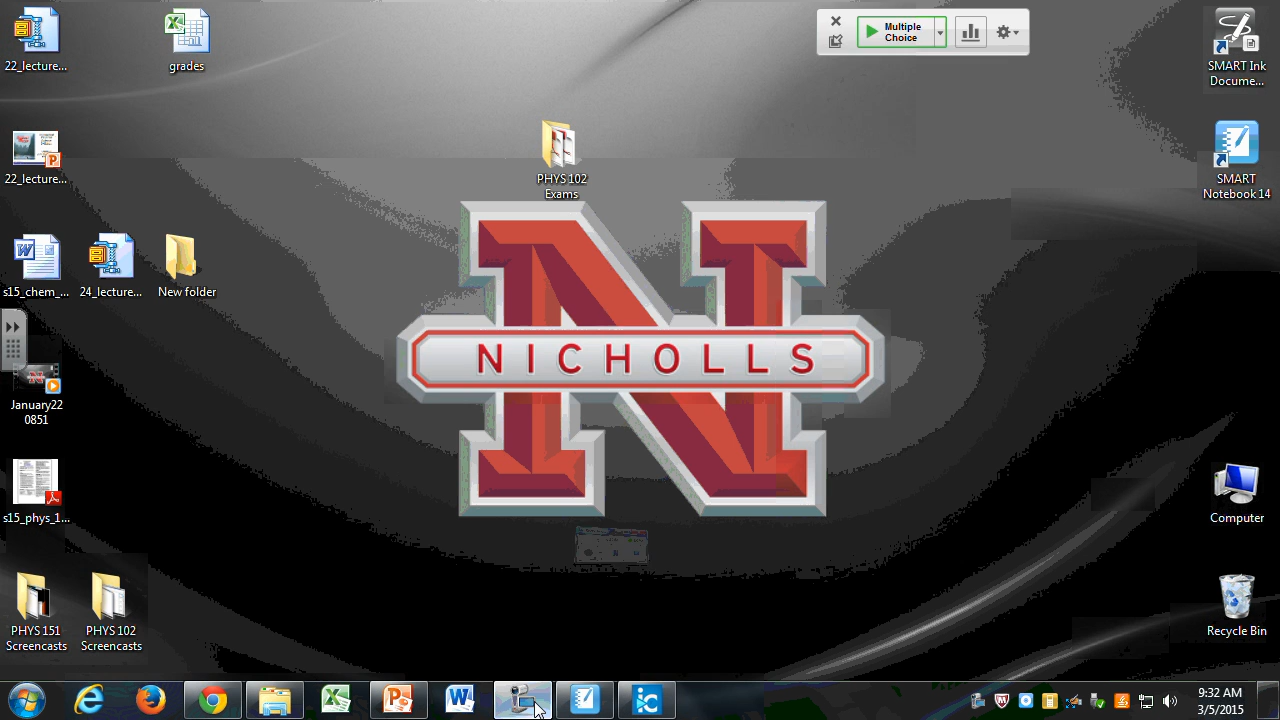 22_lecture...
grades
Multiple
Choice
SMART Ink
Docume...
22_lecture...
PHYS 102
Exams
SMART
Notebook 14
s15_chem_...
24_lecture...
New folder
NICHOLLS
January22
0851
s15_phys_1...
Computer
PHYS 151
Screencasts
PHYS 102
Screencasts
Recycle Bin
9:32 AM
3/5/2015